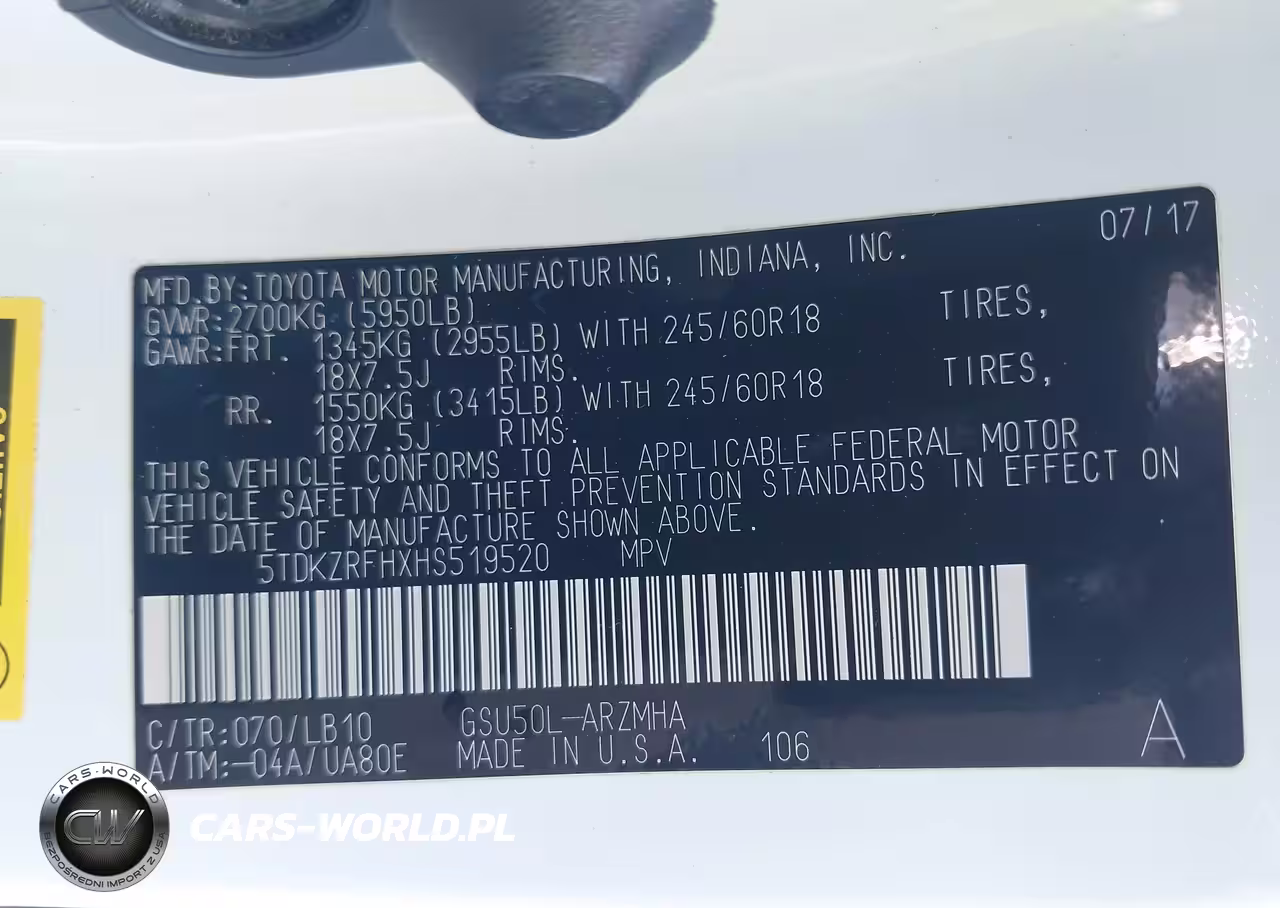 07/17
MFD.BY:TOYOTA MOTOR MANUFACTURING, INDIANA, INC.
GVWR:2700KG (5950LB)
GAWR:FRT. 1345KG (2955LB) WITH 245/60R18 TIRES,
18X7.5J RIMS.
RR. 1550KG (3415LB) WITH 245/60R18 TIRES,
18X7.5J RIMS.
THIS VEHICLE CONFORMS TO ALL APPLICABLE FEDERAL MOTOR
VEHICLE SAFETY AND THEFT PREVENTION STANDARDS IN EFFECT ON
THE DATE OF MANUFACTURE SHOWN ABOVE.
5TDKZRFHXHS519520 MPV
C/TR:070/LB10 GSU50L-ARZMHA
A/TM:-04A/UA80E MADE IN U.S.A. 106 A
CARS-WORLD
CW
BEZPOŚREDNI IMPORT Z USA
CARS-WORLD.PL